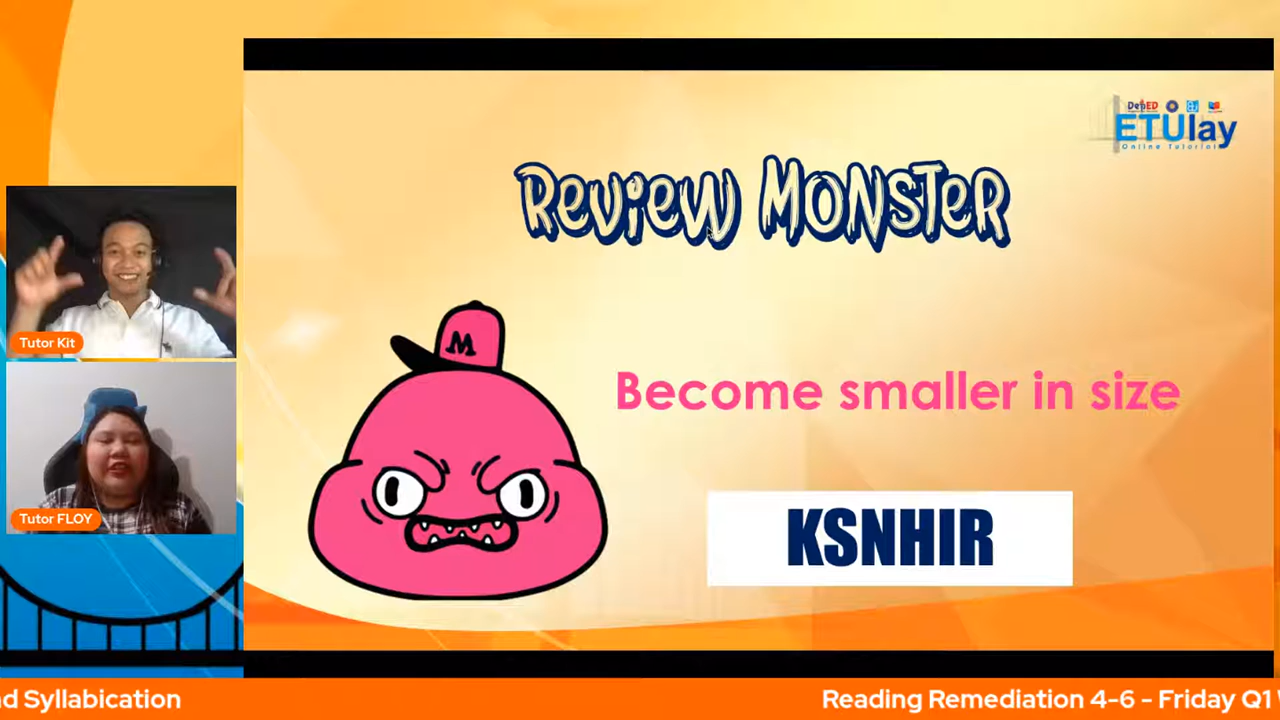 DepED
ETUlay
Online Tutorial
Review Monster
M
Become smaller in size
KSNHIR
Tutor Kit
Tutor FLOY
nd Syllabication
Reading Remediation 4-6 - Friday Q1